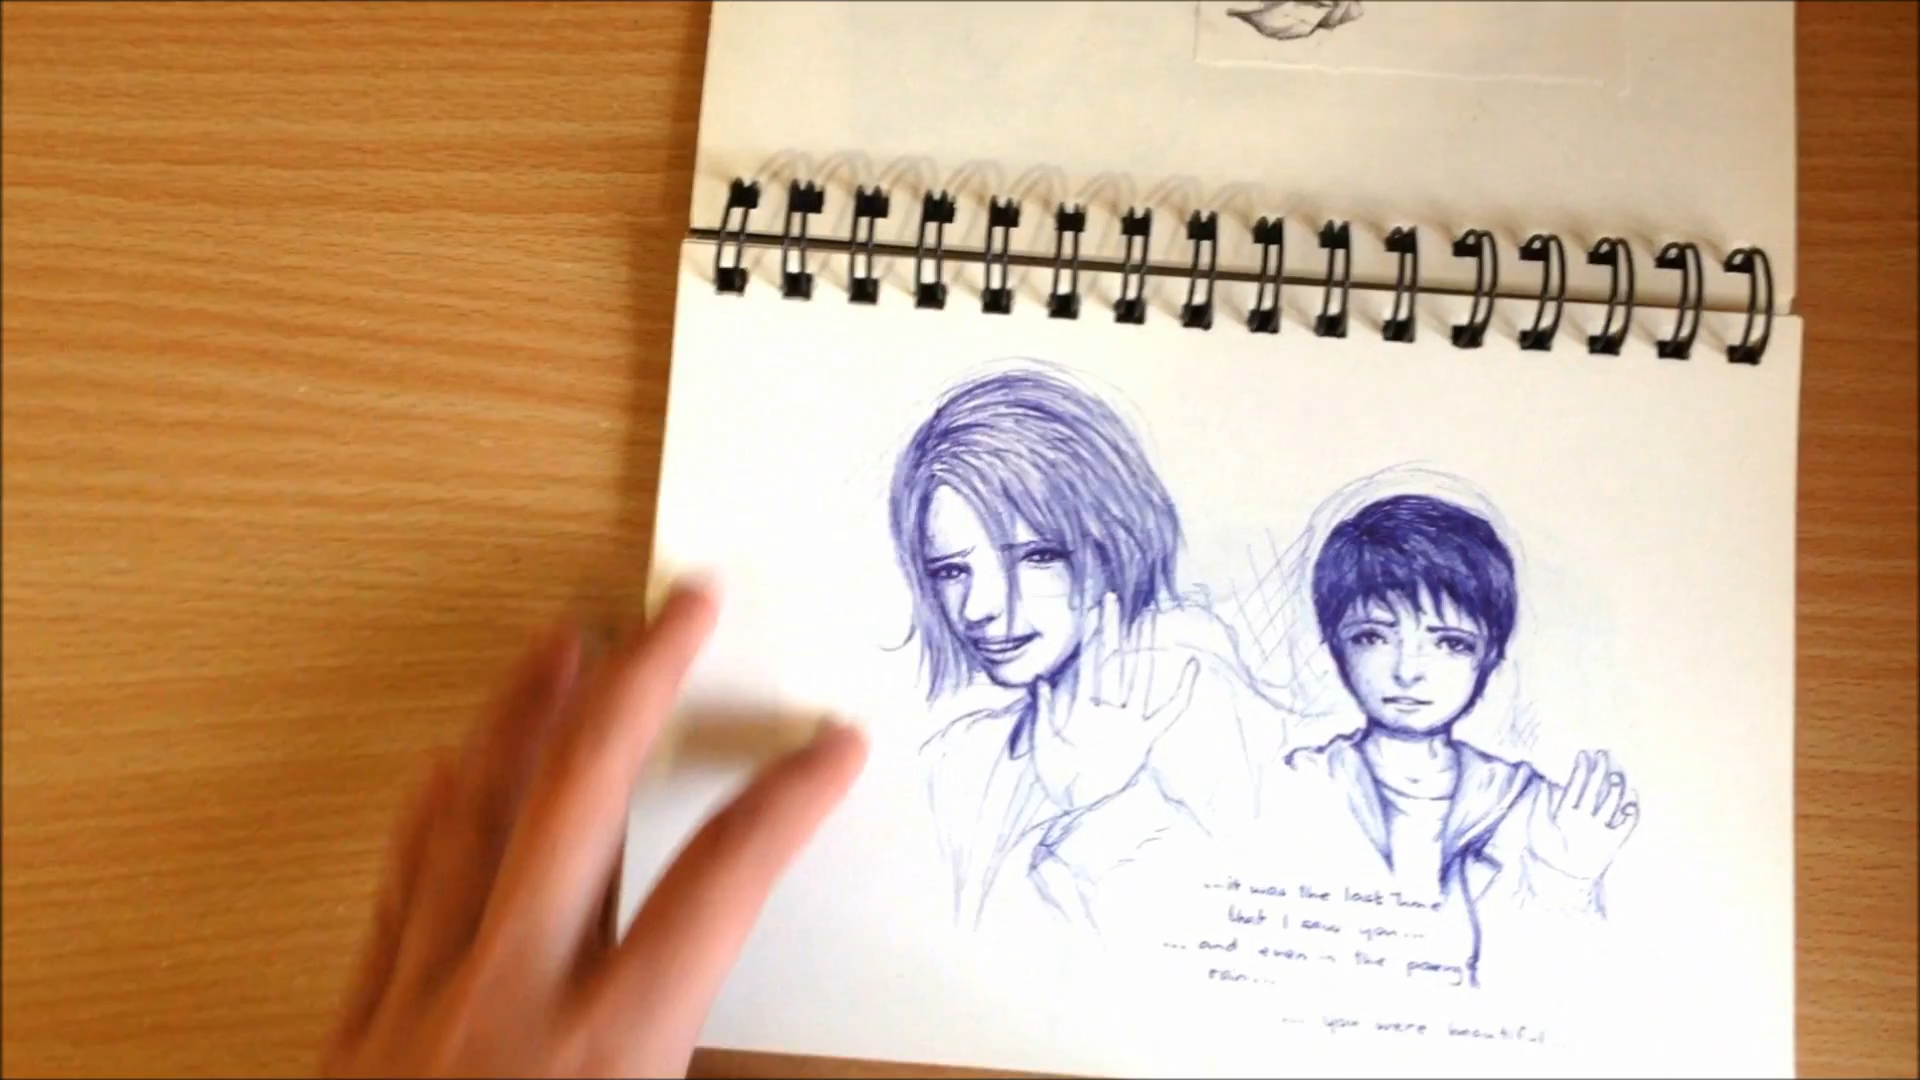 ...it was the last time
that I saw you...
... and even in the
rain...
... you were beautiful...